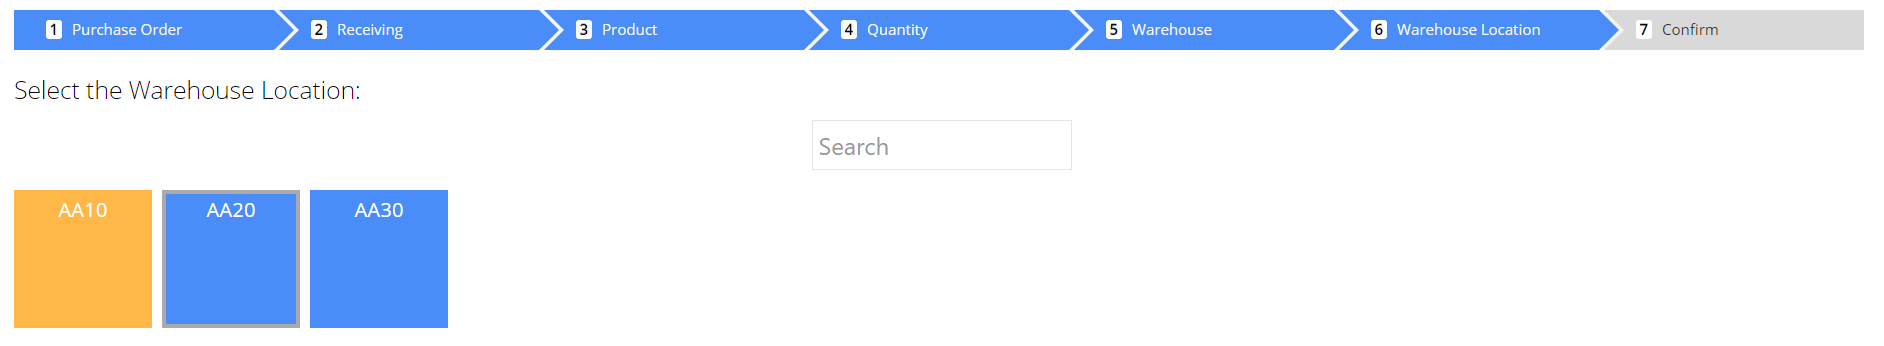 1 Purchase Order 2 Receiving 3 Product 4 Quantity 5 Warehouse 6 Warehouse Location 7 Confirm
Select the Warehouse Location:
Search
AA10 AA20 AA30